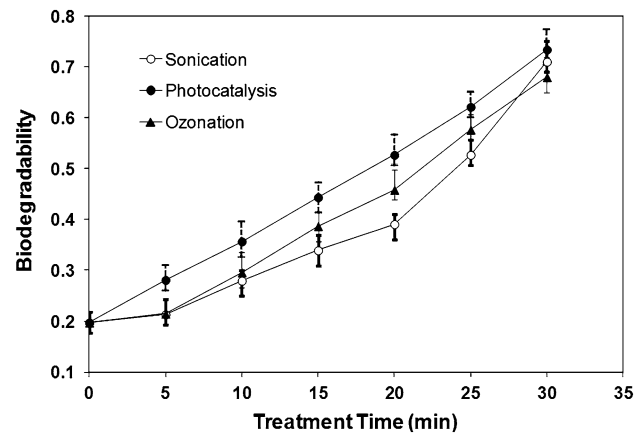 0.8
0.7
0.6
0.5
0.4
0.3
0.2
0.1
Biodegradability
Sonication
Photocatalysis
Ozonation
0 5 10 15 20 25 30 35
Treatment Time (min)